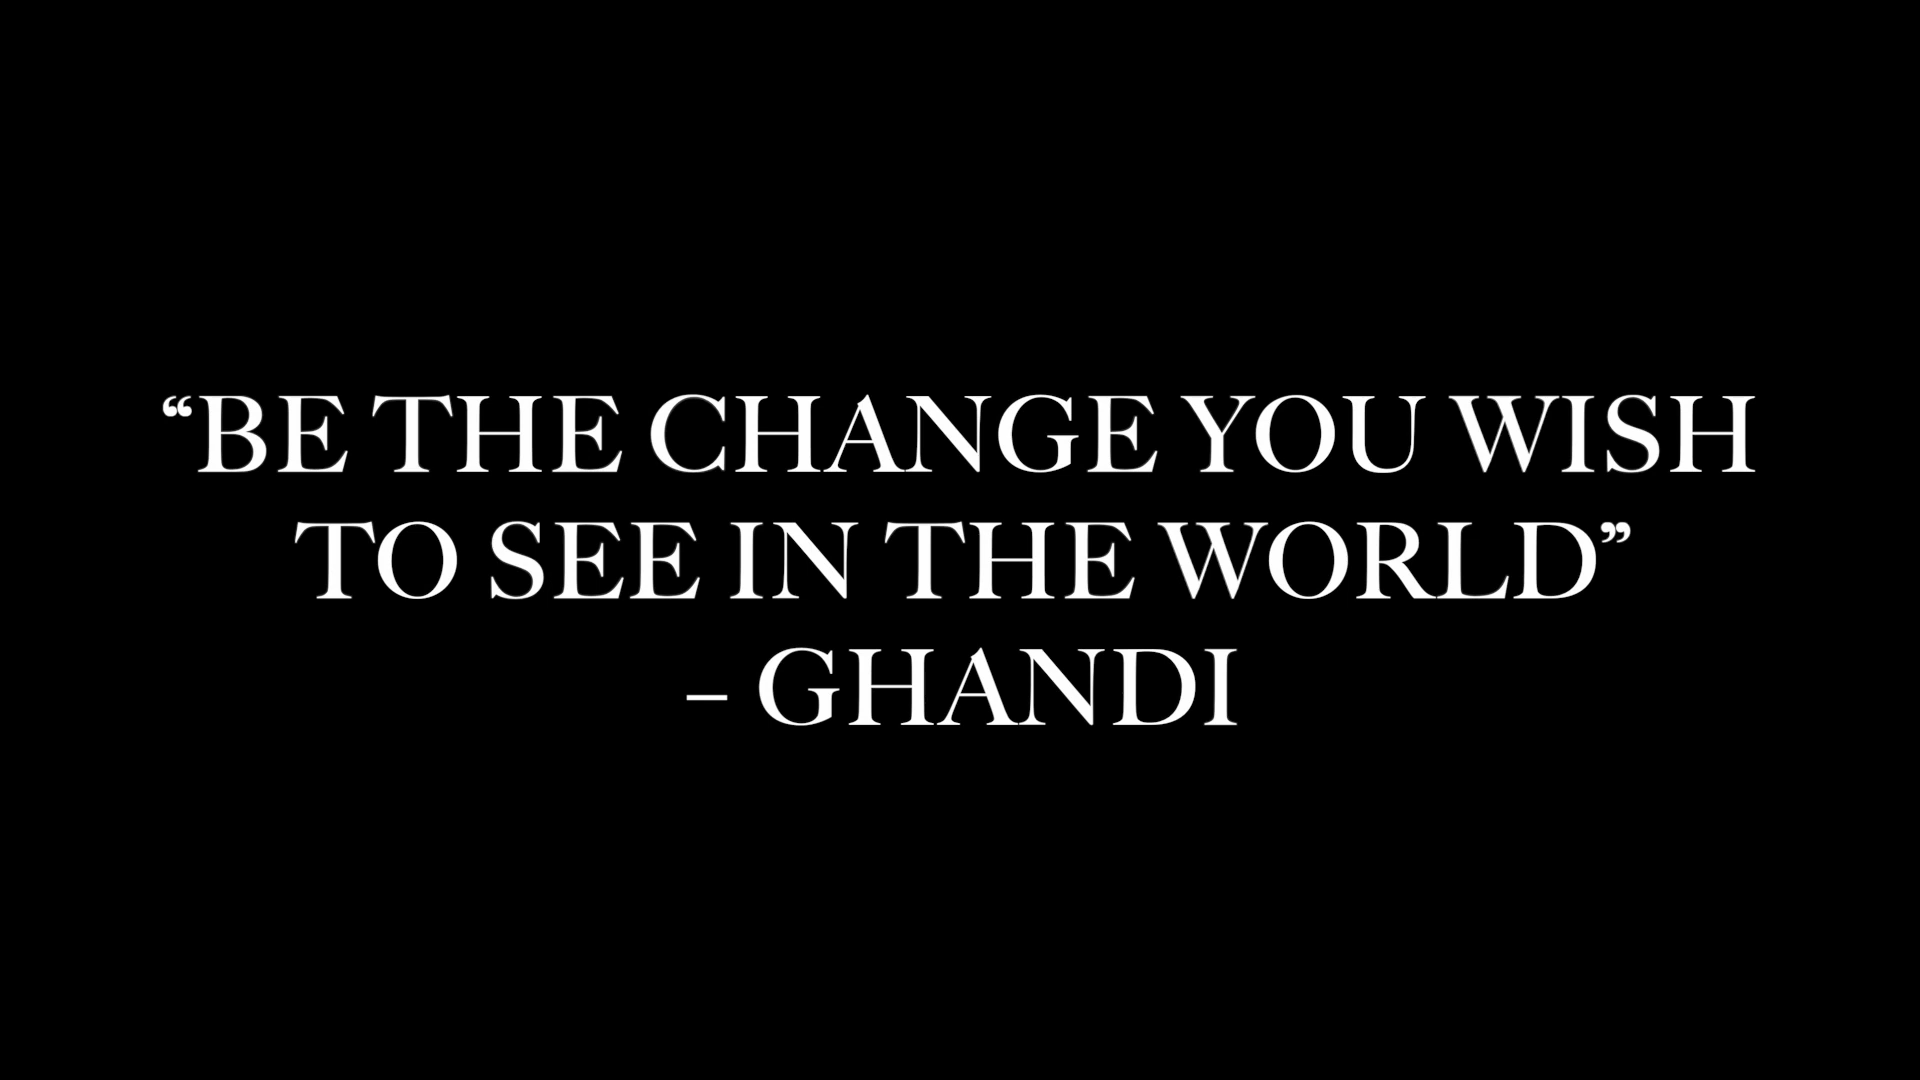 “BE THE CHANGE YOU WISH
TO SEE IN THE WORLD”
– GHANDI